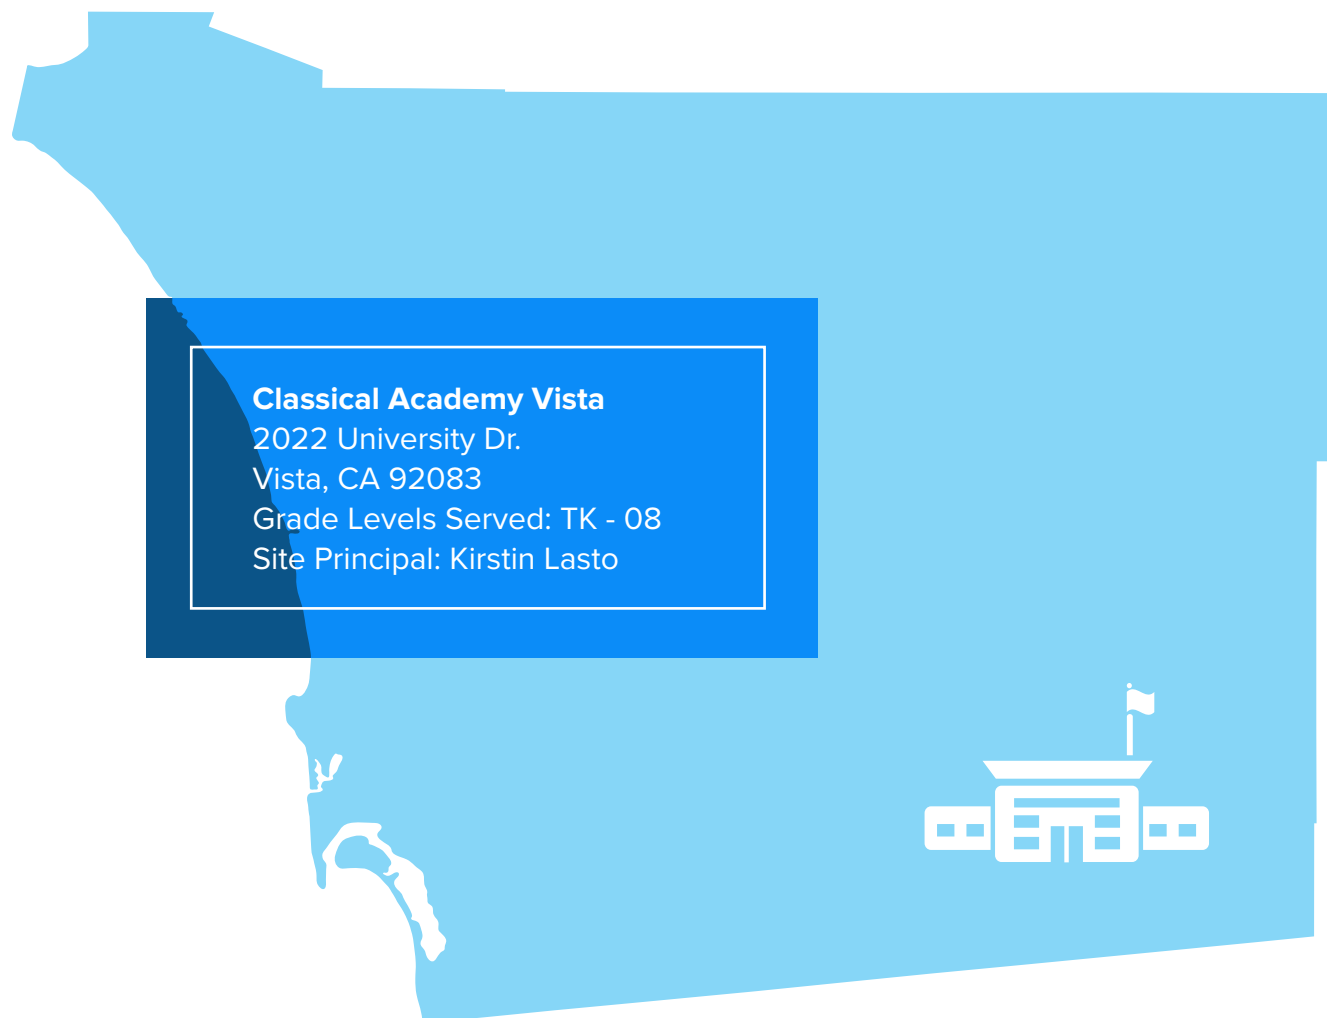 Classical Academy Vista
2022 University Dr.
Vista, CA 92083
Grade Levels Served: TK - 08
Site Principal: Kirstin Lasto